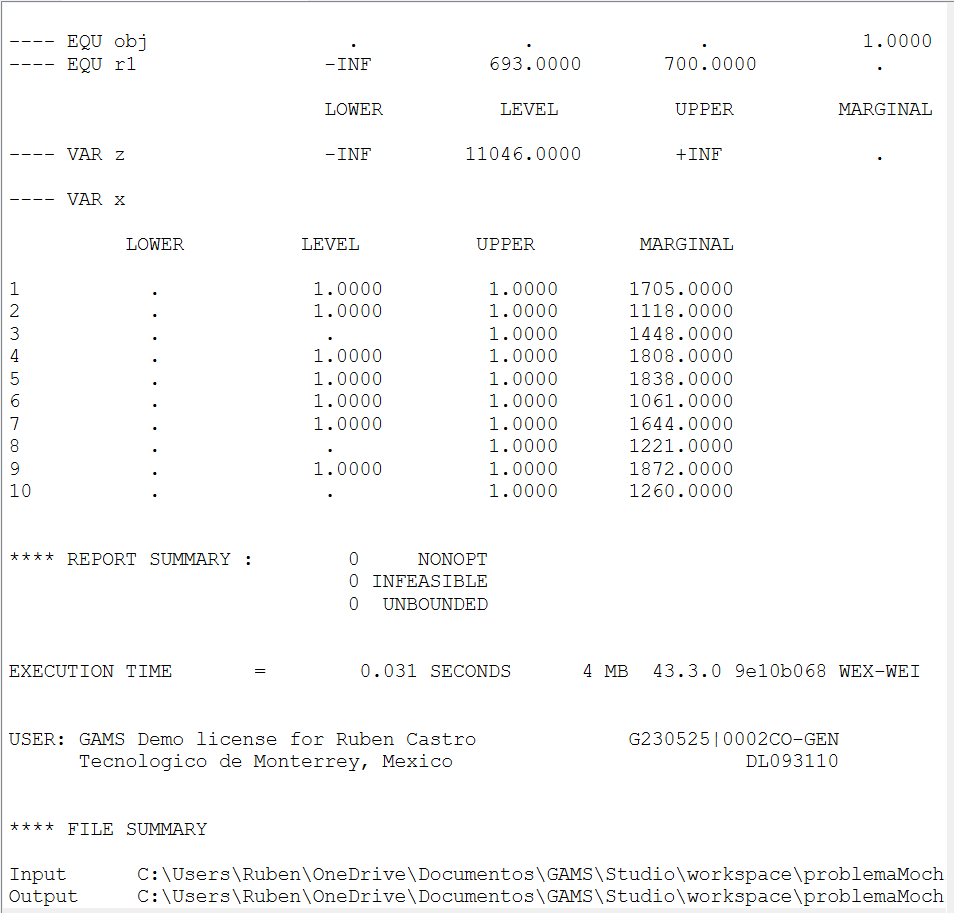 ---- EQU obj                  .              .              .             1.0000
---- EQU r1                -INF          693.0000       700.0000          .
                           LOWER          LEVEL          UPPER         MARGINAL
---- VAR z                 -INF        11046.0000        +INF             .
---- VAR x
          LOWER          LEVEL          UPPER         MARGINAL
1           .             1.0000         1.0000      1705.0000
2           .             1.0000         1.0000      1118.0000
3           .              .             1.0000      1448.0000
4           .             1.0000         1.0000      1808.0000
5           .             1.0000         1.0000      1838.0000
6           .             1.0000         1.0000      1061.0000
7           .             1.0000         1.0000      1644.0000
8           .              .             1.0000      1221.0000
9           .             1.0000         1.0000      1872.0000
10          .              .             1.0000      1260.0000
**** REPORT SUMMARY :        0     NONOPT
                             0 INFEASIBLE
                             0  UNBOUNDED
EXECUTION TIME       =        0.031 SECONDS      4 MB  43.3.0 9e10b068 WEX-WEI
USER: GAMS Demo license for Ruben Castro             G230525|0002CO-GEN
      Tecnologico de Monterrey, Mexico                         DL093110
**** FILE SUMMARY
Input      C:\Users\Ruben\OneDrive\Documentos\GAMS\Studio\workspace\problemaMoch
Output     C:\Users\Ruben\OneDrive\Documentos\GAMS\Studio\workspace\problemaMoch